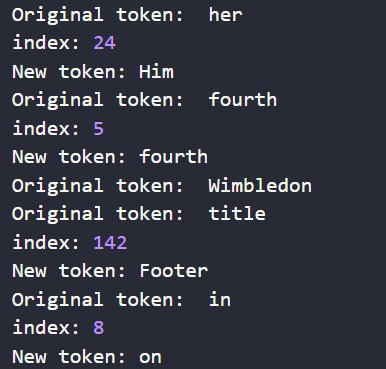 Original token:  her
index: 24
New token: Him
Original token:  fourth
index: 5
New token: fourth
Original token:  Wimbledon
Original token:  title
index: 142
New token: Footer
Original token:  in
index: 8
New token: on